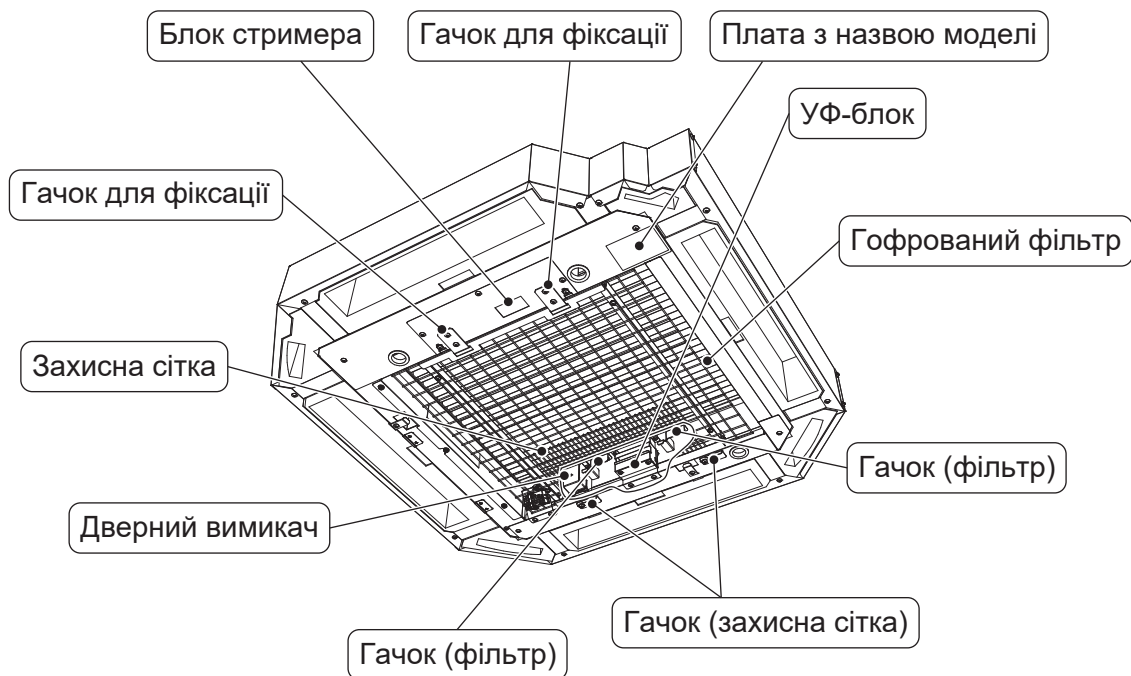 Блок стримера
Гачок для фіксації
Плата з назвою моделі
УФ-блок
Гачок для фіксації
Гофрований фільтр
Захисна сітка
Гачок (фільтр)
Дверний вимикач
Гачок (захисна сітка)
Гачок (фільтр)